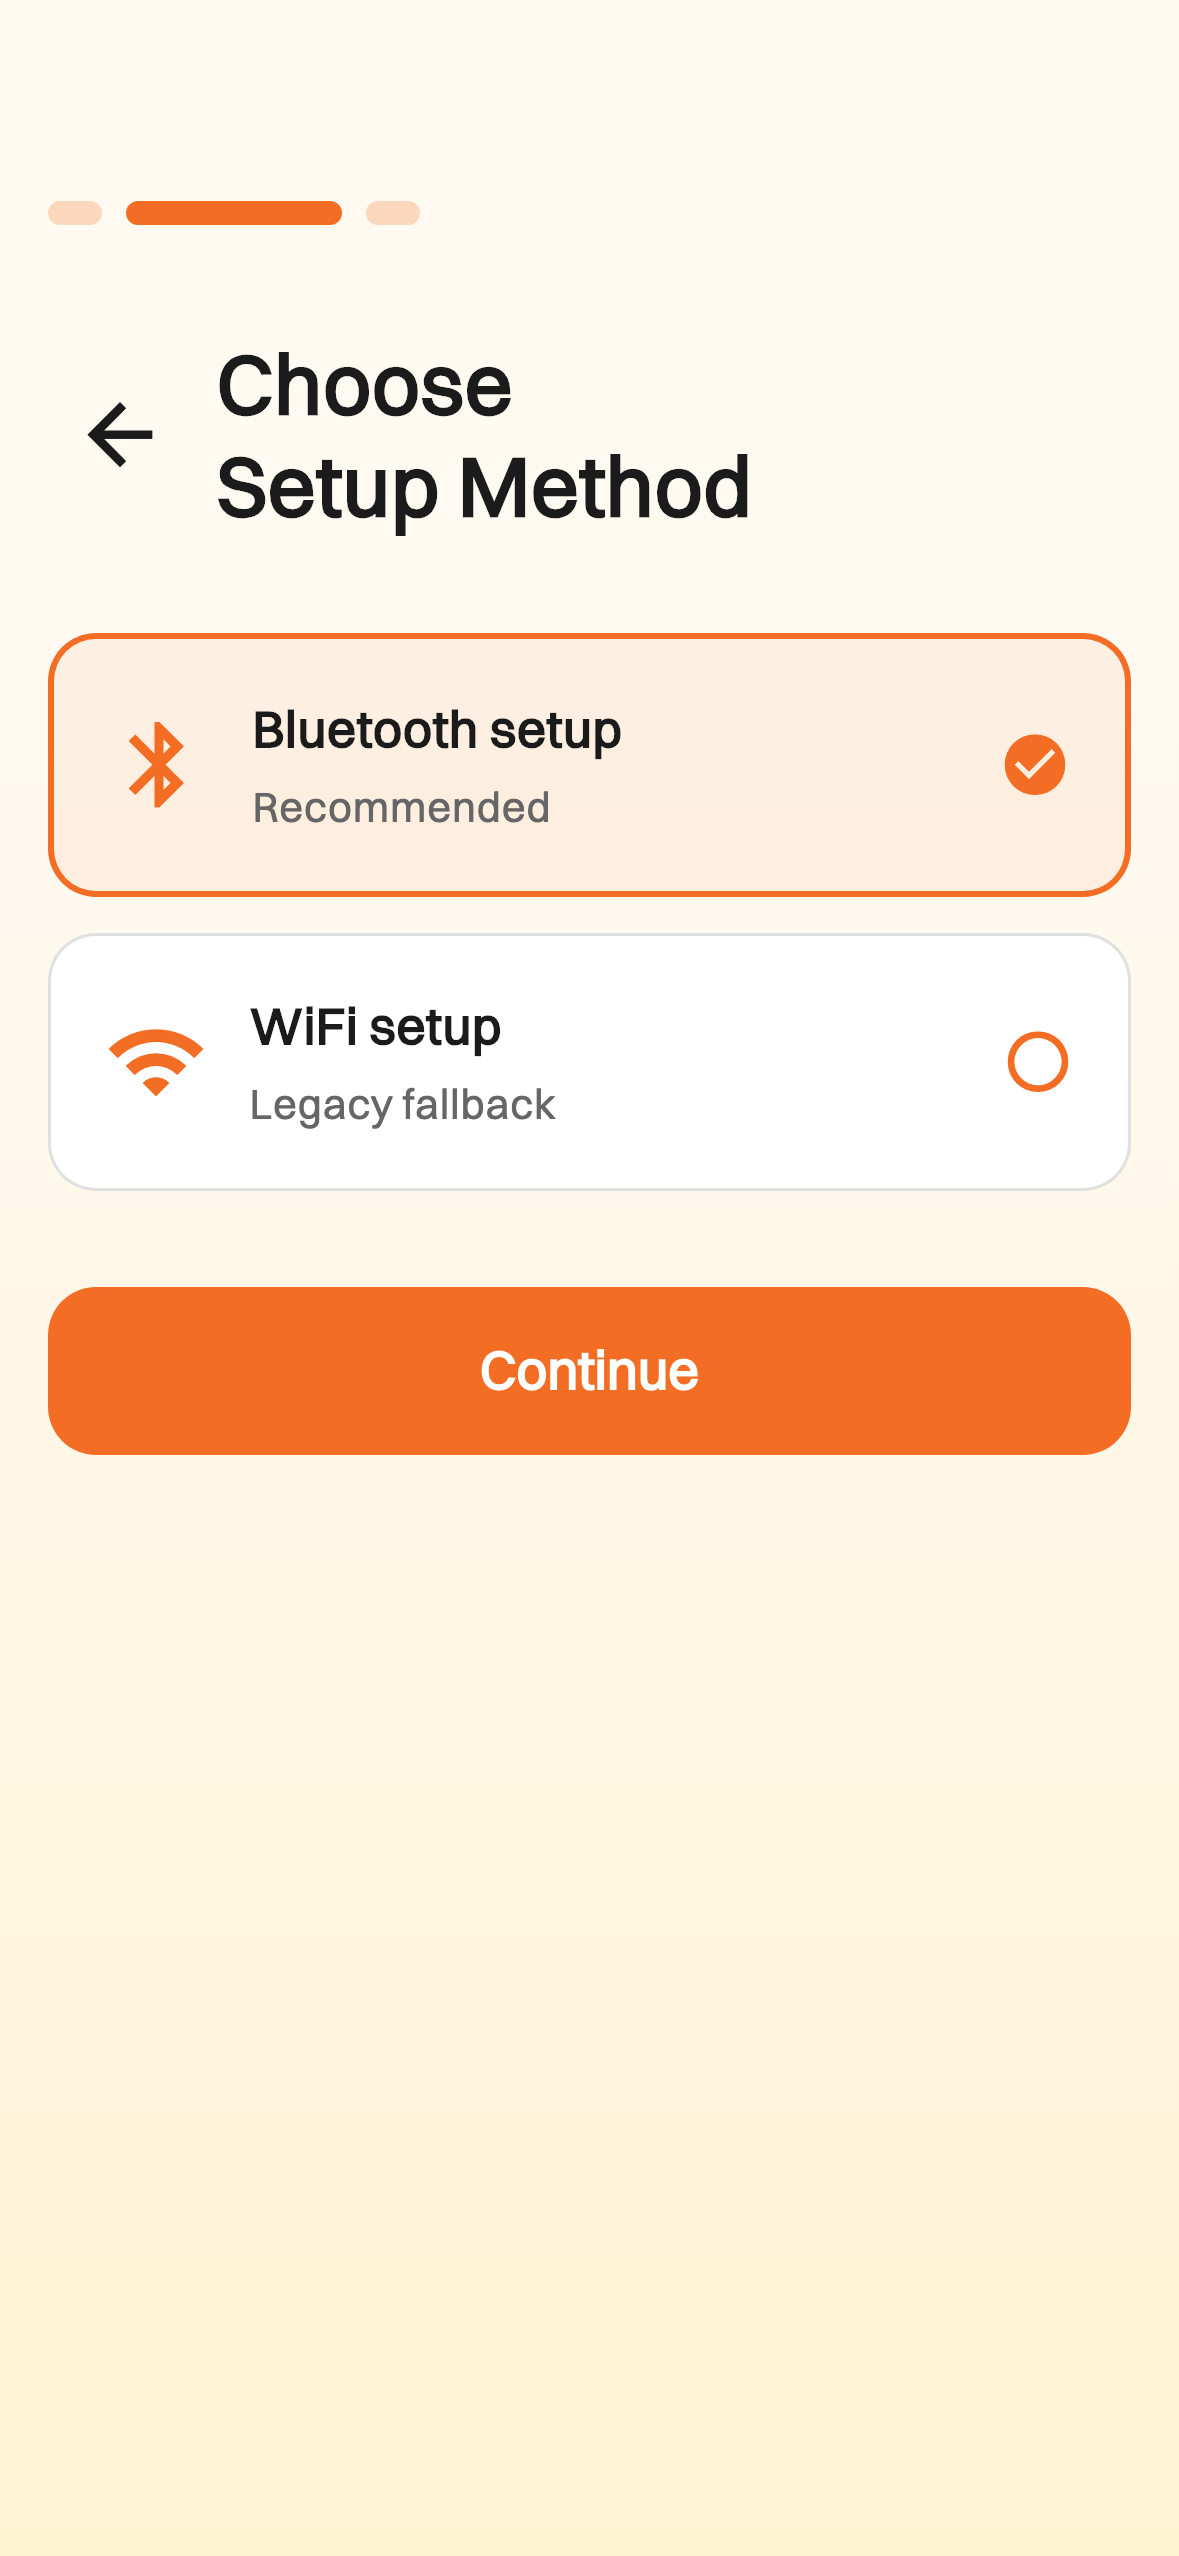 Choose
Setup Method
Bluetooth setup
Recommended
WiFi setup
Legacy fallback
Continue